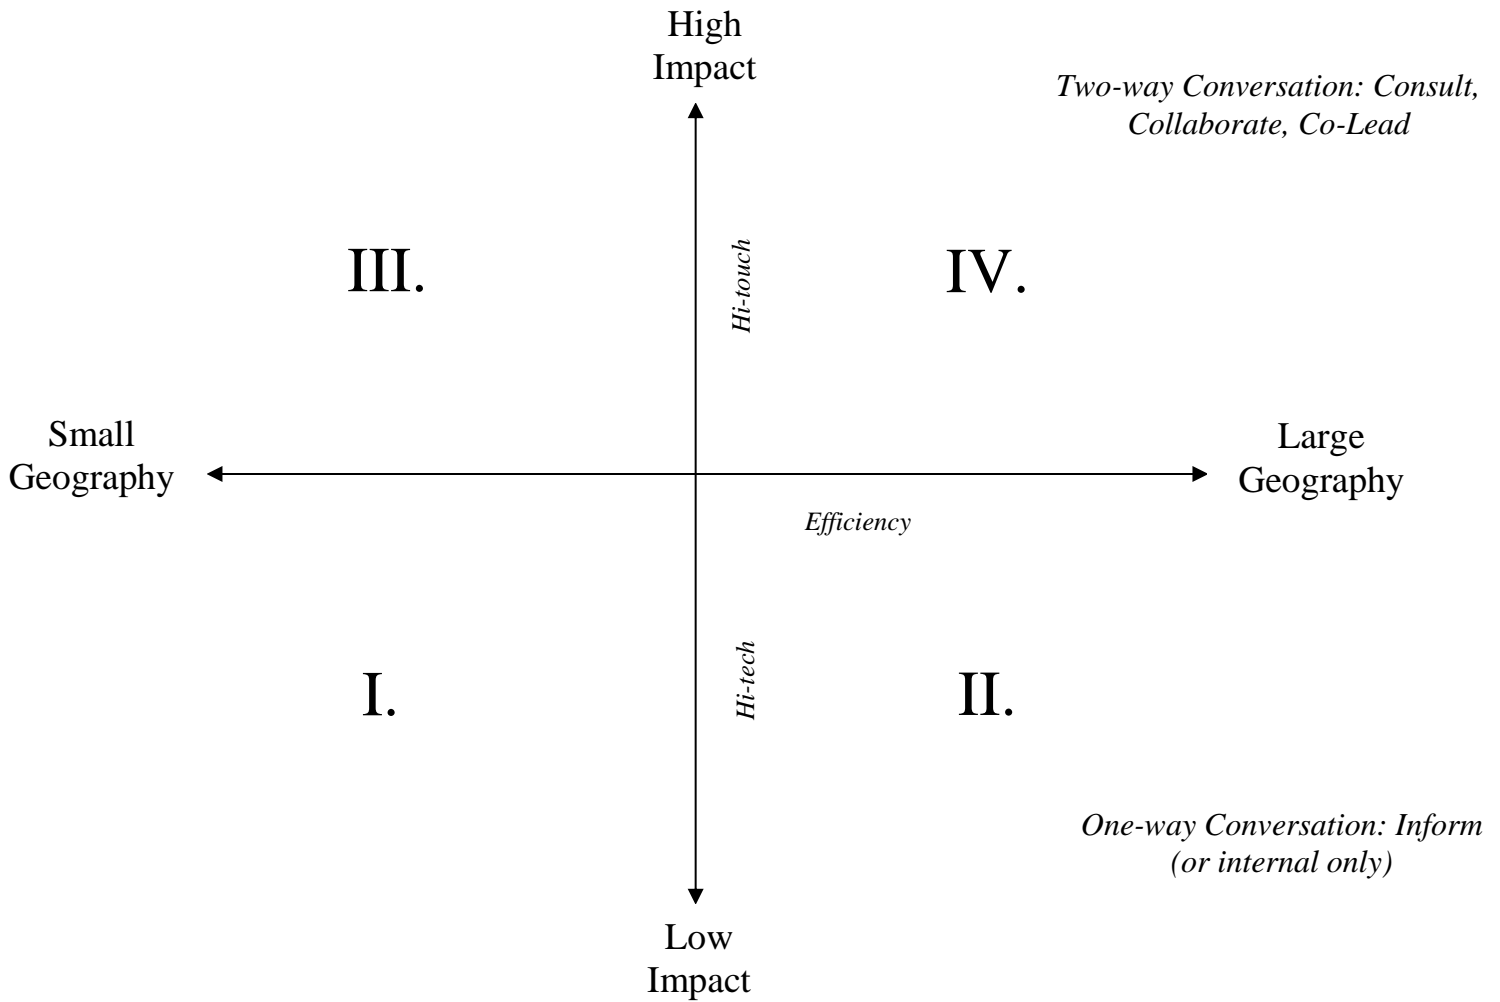 High
Impact
Two-way Conversation: Consult,
Collaborate, Co-Lead
III.
Hi-touch
IV.
Small
Geography
Large
Geography
Efficiency
I.
Hi-tech
II.
One-way Conversation: Inform
(or internal only)
Low
Impact